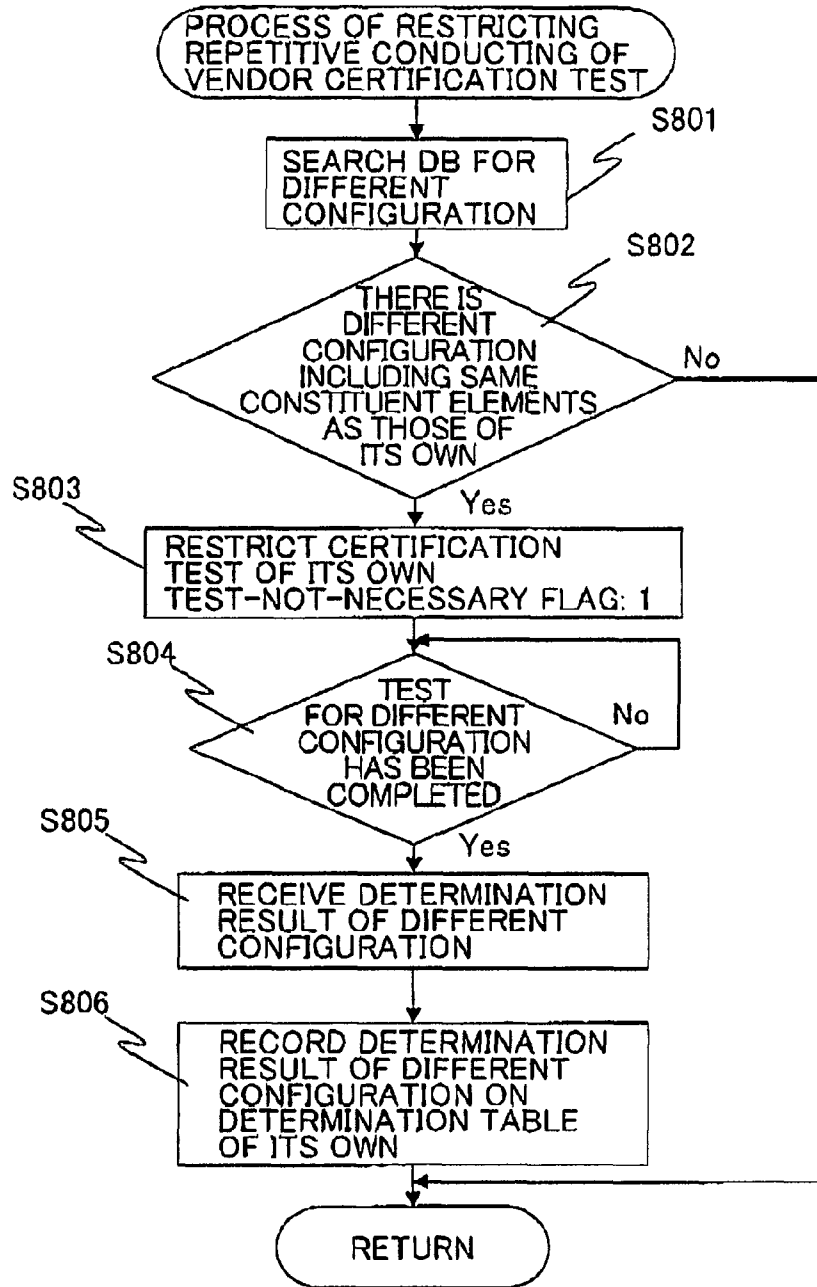 PROCESS OF RESTRICTING
REPETITIVE CONDUCTING OF
VENDOR CERTIFICATION TEST
S801
SEARCH DB FOR
DIFFERENT
CONFIGURATION
S802
THERE IS
DIFFERENT
CONFIGURATION
INCLUDING SAME
CONSTITUENT ELEMENTS
AS THOSE OF
ITS OWN
No
Yes
S803
RESTRICT CERTIFICATION
TEST OF ITS OWN
TEST-NOT-NECESSARY FLAG: 1
S804
TEST
FOR DIFFERENT
CONFIGURATION
HAS BEEN
COMPLETED
No
Yes
S805
RECEIVE DETERMINATION
RESULT OF DIFFERENT
CONFIGURATION
S806
RECORD DETERMINATION
RESULT OF DIFFERENT
CONFIGURATION ON
DETERMINATION TABLE
OF ITS OWN
RETURN